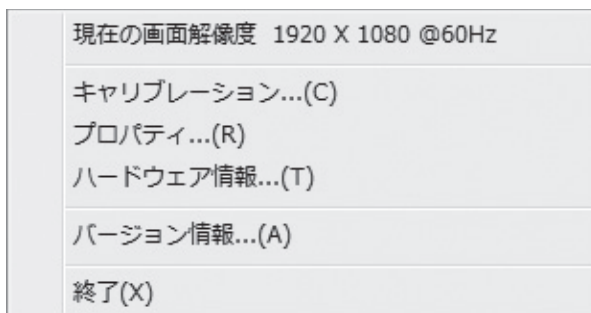 現在の画面解像度 1920 X 1080 @60Hz
キャリブレーション...(C)
プロパティ...(R)
ハードウェア情報...(T)
バージョン情報...(A)
終了(X)